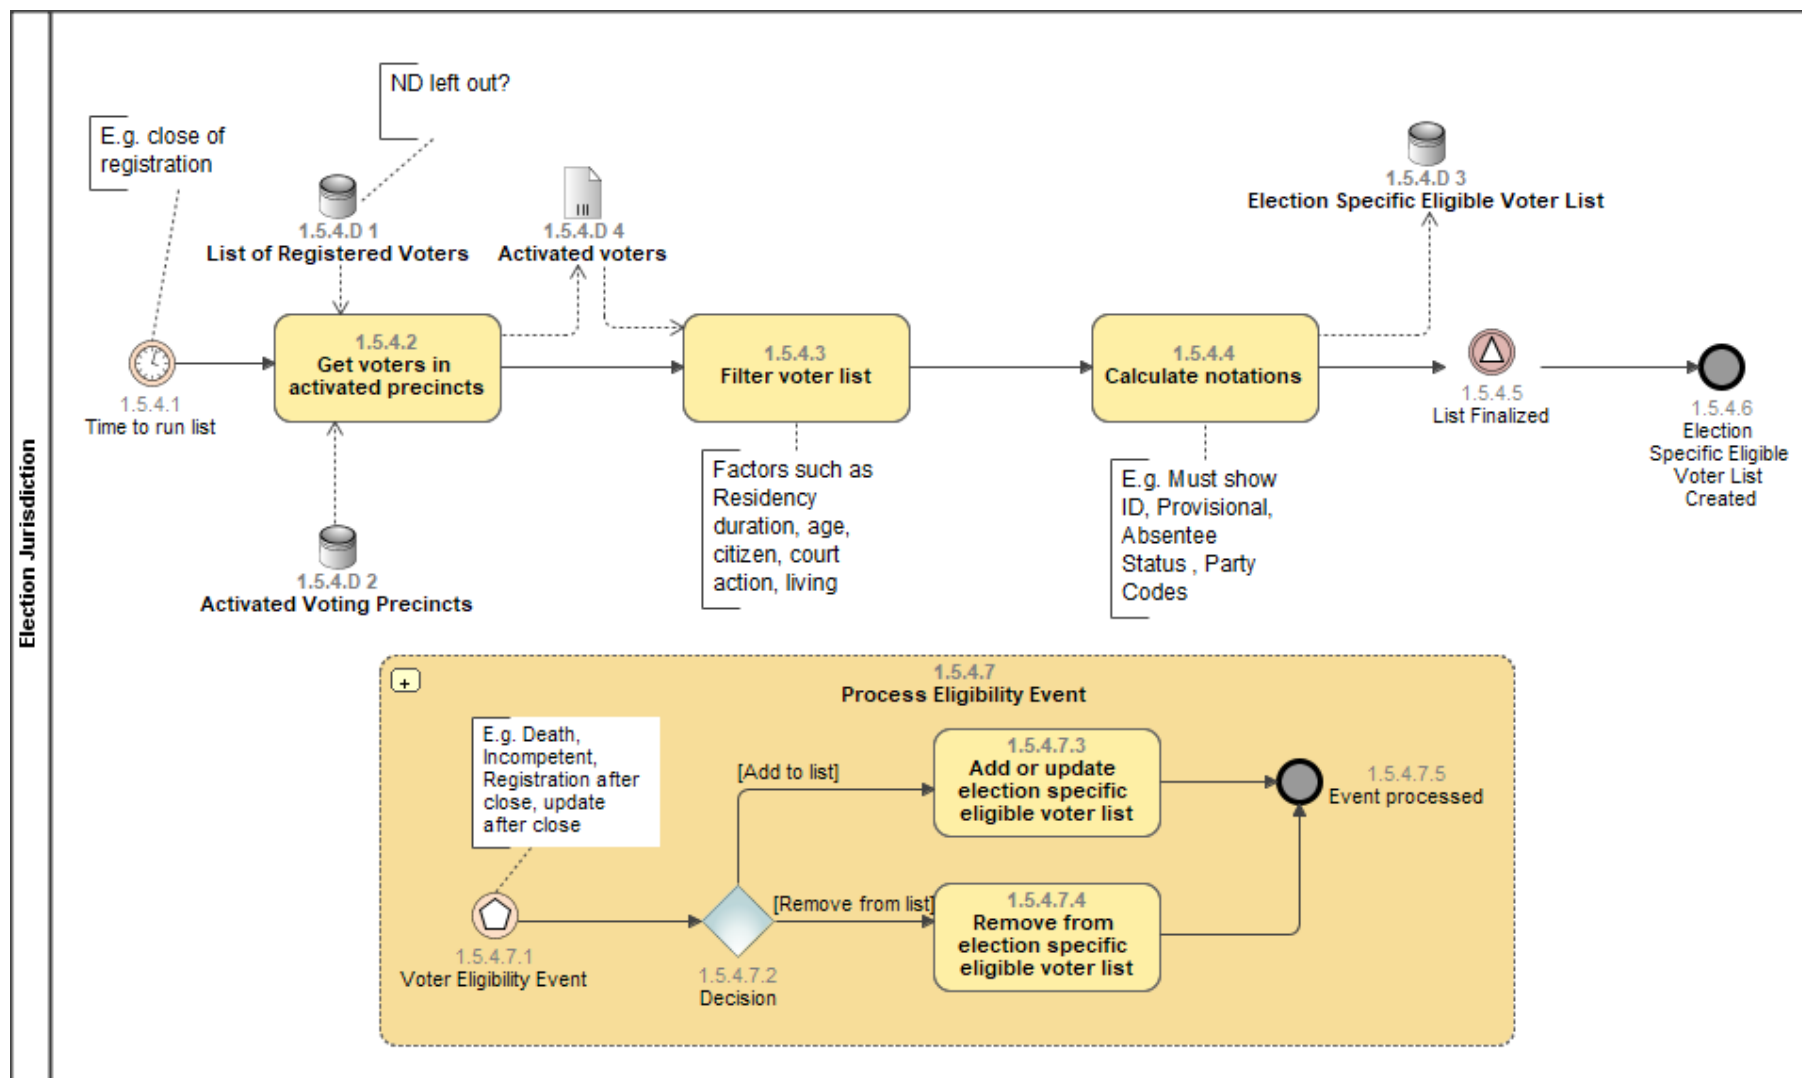 Election Jurisdiction
ND left out?
E.g. close of
registration
1.5.4.D 1
List of Registered Voters
1.5.4.D 4
Activated voters
1.5.4.D 3
Election Specific Eligible Voter List
1.5.4.1
Time to run list
1.5.4.2
Get voters in
activated precincts
1.5.4.3
Filter voter list
1.5.4.4
Calculate notations
1.5.4.5
List Finalized
1.5.4.6
Election
Specific Eligible
Voter List
Created
1.5.4.D 2
Activated Voting Precincts
Factors such as
Residency
duration, age,
citizen, court
action, living
E.g. Must show
ID, Provisional,
Absentee
Status , Party
Codes
1.5.4.7
Process Eligibility Event
E.g. Death,
Incompetent,
Registration after
close, update
after close
1.5.4.7.1
Voter Eligibility Event
1.5.4.7.2
Decision
[Add to list]
[Remove from list]
1.5.4.7.3
Add or update
election specific
eligible voter list
1.5.4.7.4
Remove from
election specific
eligible voter list
1.5.4.7.5
Event processed